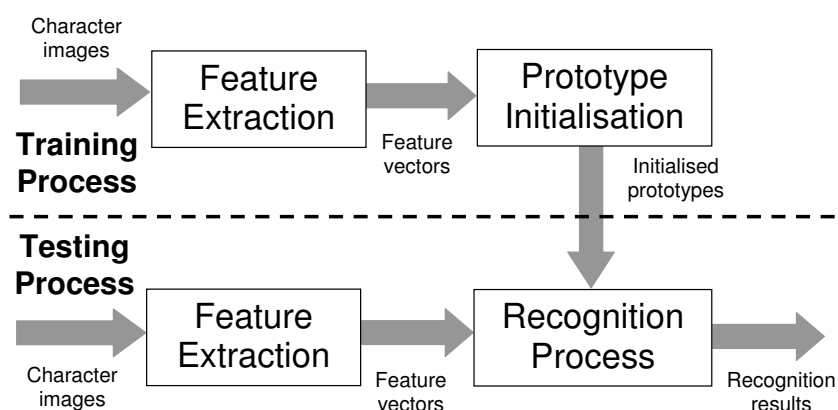 Character
images
Feature
Extraction
Feature
vectors
Prototype
Initialisation
Training
Process
Initialised
prototypes
Testing
Process
Character
images
Feature
Extraction
Feature
vectors
Recognition
Process
Recognition
results